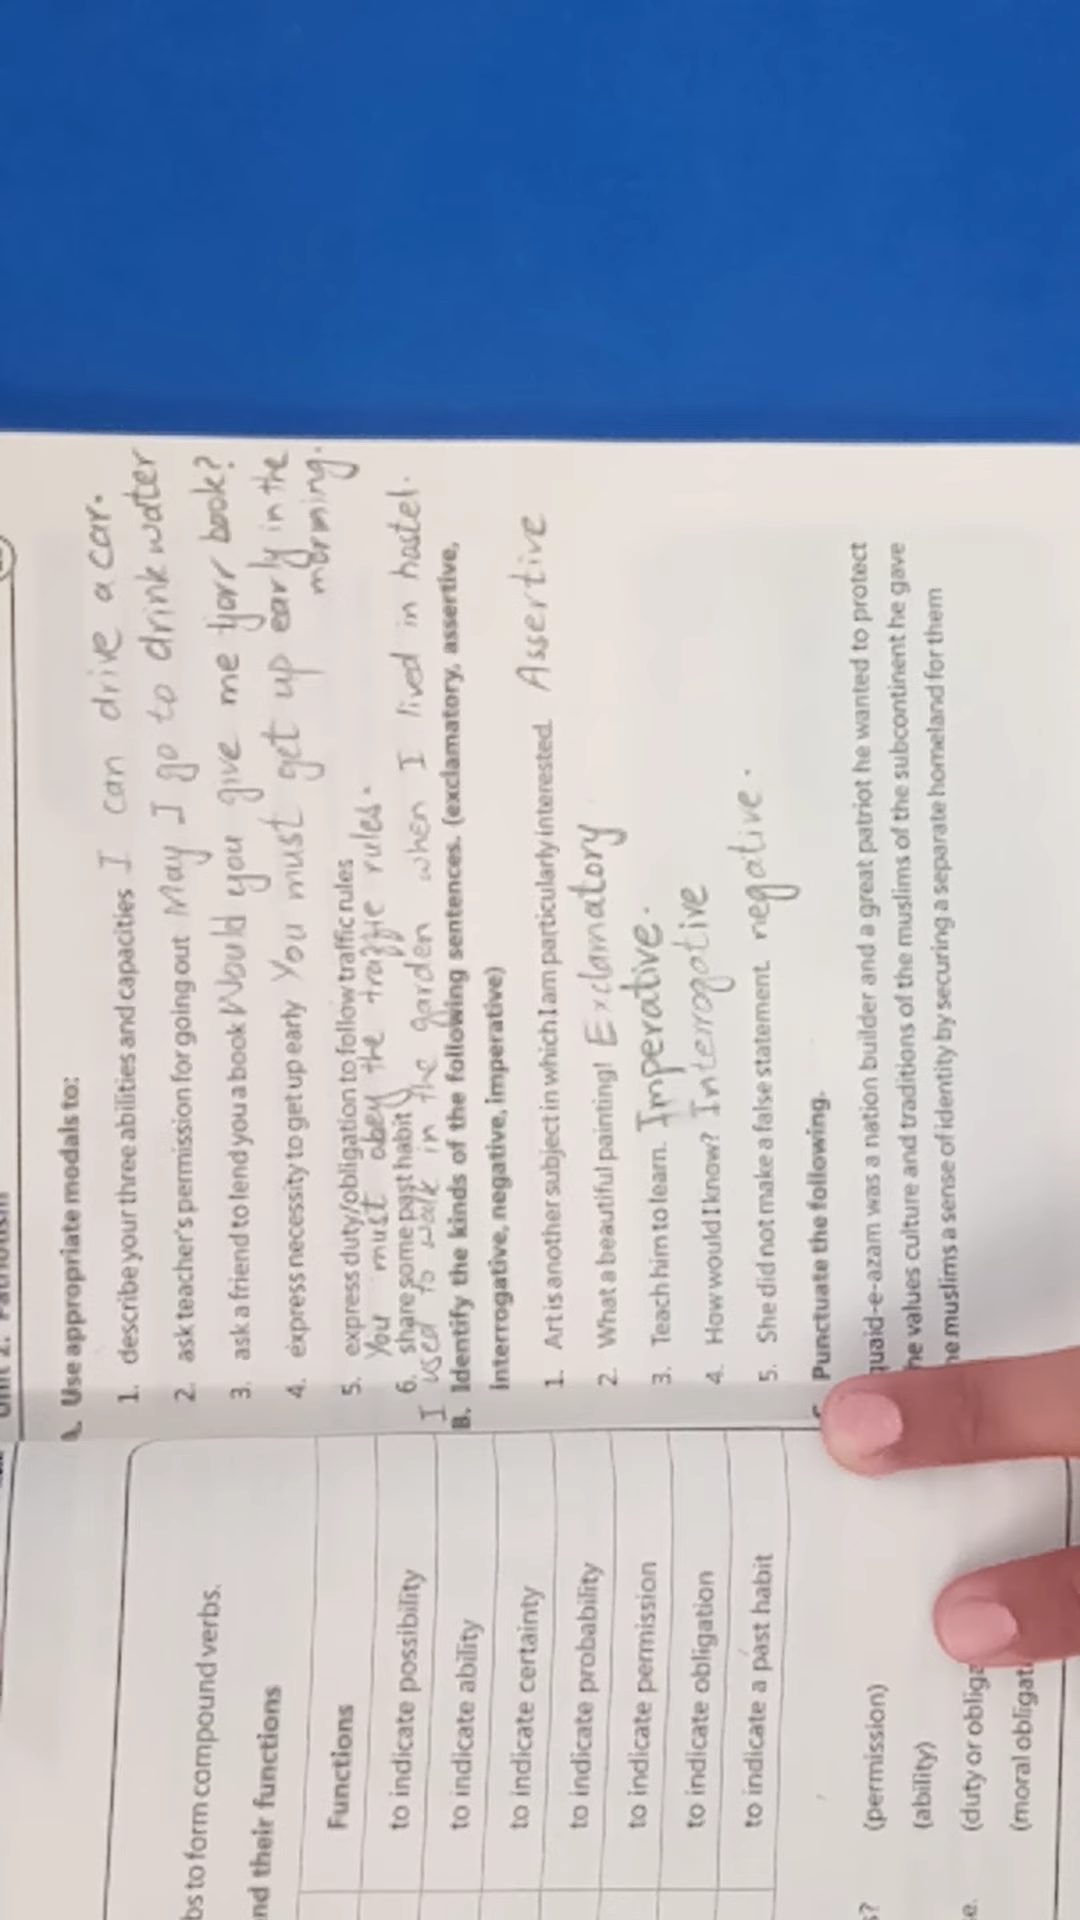 A. Use appropriate modals to:
1. describe your three abilities and capacities I can drive a car.
2. ask teacher's permission for going out May I go to drink water
3. ask a friend to lend you a book Would you give me your book?
4. express necessity to get up early You must get up early in the
morning.
5. express duty/obligation to follow traffic rules
You must obey the traffic rules.
6. share some past habit
I used to walk in the garden when I lived in hostel.
B. Identify the kinds of the following sentences. (exclamatory, assertive,
interrogative, negative, imperative)
1. Art is another subject in which I am particularly interested. Assertive
2. What a beautiful painting! Exclamatory
3. Teach him to learn. Imperative.
4. How would I know? Interrogative
5. She did not make a false statement. negative.
Punctuate the following.
quaid-e-azam was a nation builder and a great patriot he wanted to protect
values culture and traditions of the muslims of the subcontinent he gave
muslims a sense of identity by securing a separate homeland for them
to form compound verbs.
their functions
Functions
to indicate possibility
to indicate ability
to indicate certainty
to indicate probability
to indicate permission
to indicate obligation
to indicate a past habit
(permission)
(ability)
(duty or
(moral